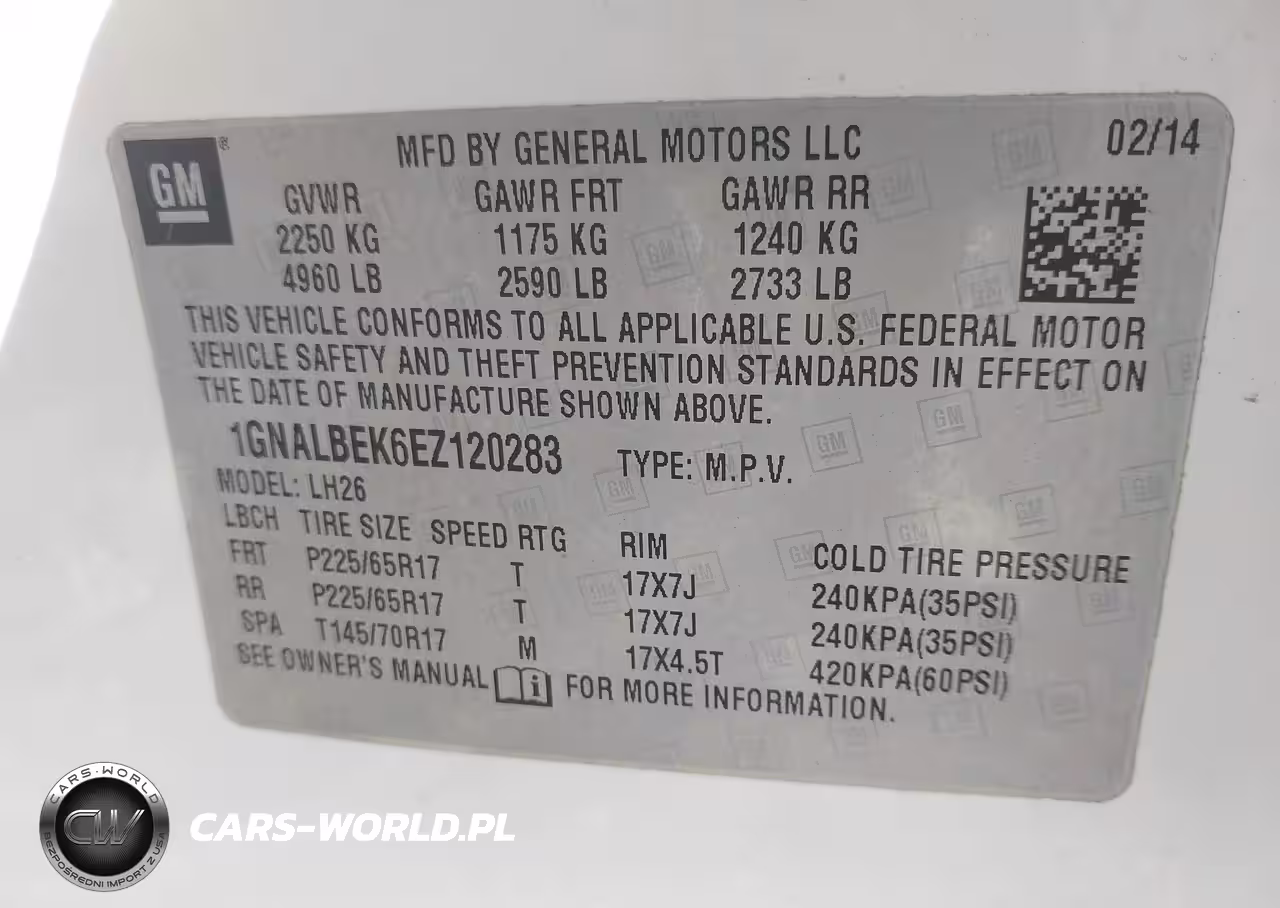 GM®
MFD BY GENERAL MOTORS LLC
02/14
GVWR GAWR FRT GAWR RR
2250 KG 1175 KG 1240 KG
4960 LB 2590 LB 2733 LB
THIS VEHICLE CONFORMS TO ALL APPLICABLE U.S. FEDERAL MOTOR
VEHICLE SAFETY AND THEFT PREVENTION STANDARDS IN EFFECT ON
THE DATE OF MANUFACTURE SHOWN ABOVE.
1GNALBEK6EZ120283 TYPE: M.P.V.
MODEL: LH26
LBCH TIRE SIZE SPEED RTG RIM COLD TIRE PRESSURE
FRT P225/65R17 T 17X7J 240KPA(35PSI)
RR P225/65R17 T 17X7J 240KPA(35PSI)
SPA T145/70R17 M 17X4.5T 420KPA(60PSI)
SEE OWNER'S MANUAL i FOR MORE INFORMATION.
CARS-WORLD
CW
BEZPOŚREDNI IMPORT Z USA
CARS-WORLD.PL